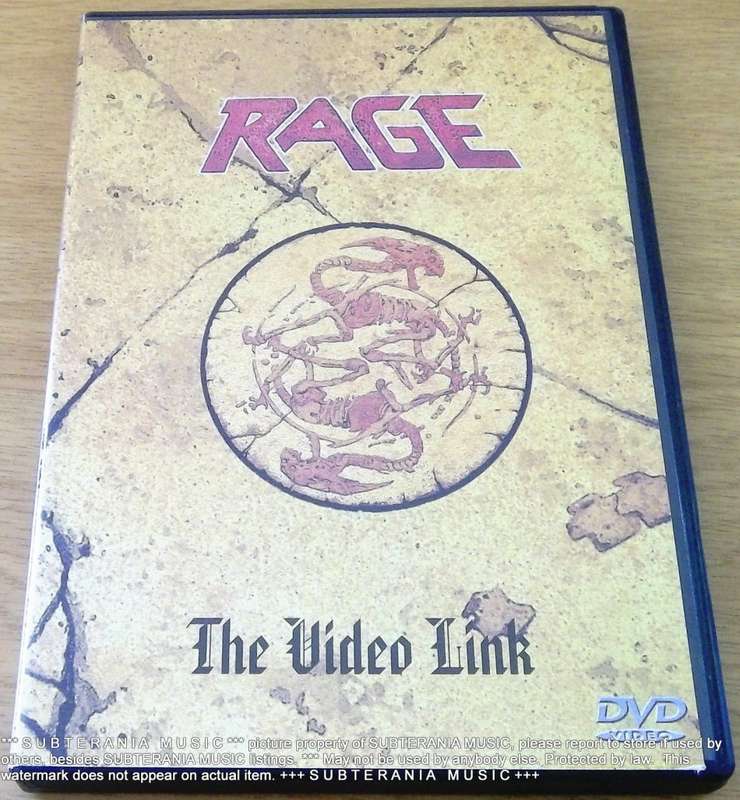 RAGE
The Video Link
DVD
VIDEO
*** S U B T E R A N I A  M U S I C *** picture property of SUBTERANIA MUSIC, please report to store if used by
others, besides SUBTERANIA MUSIC listings. *** May not be used by anybody else. Protected by law.  This
watermark does not appear on actual item. +++ S U B T E R A N I A  M U S I C +++